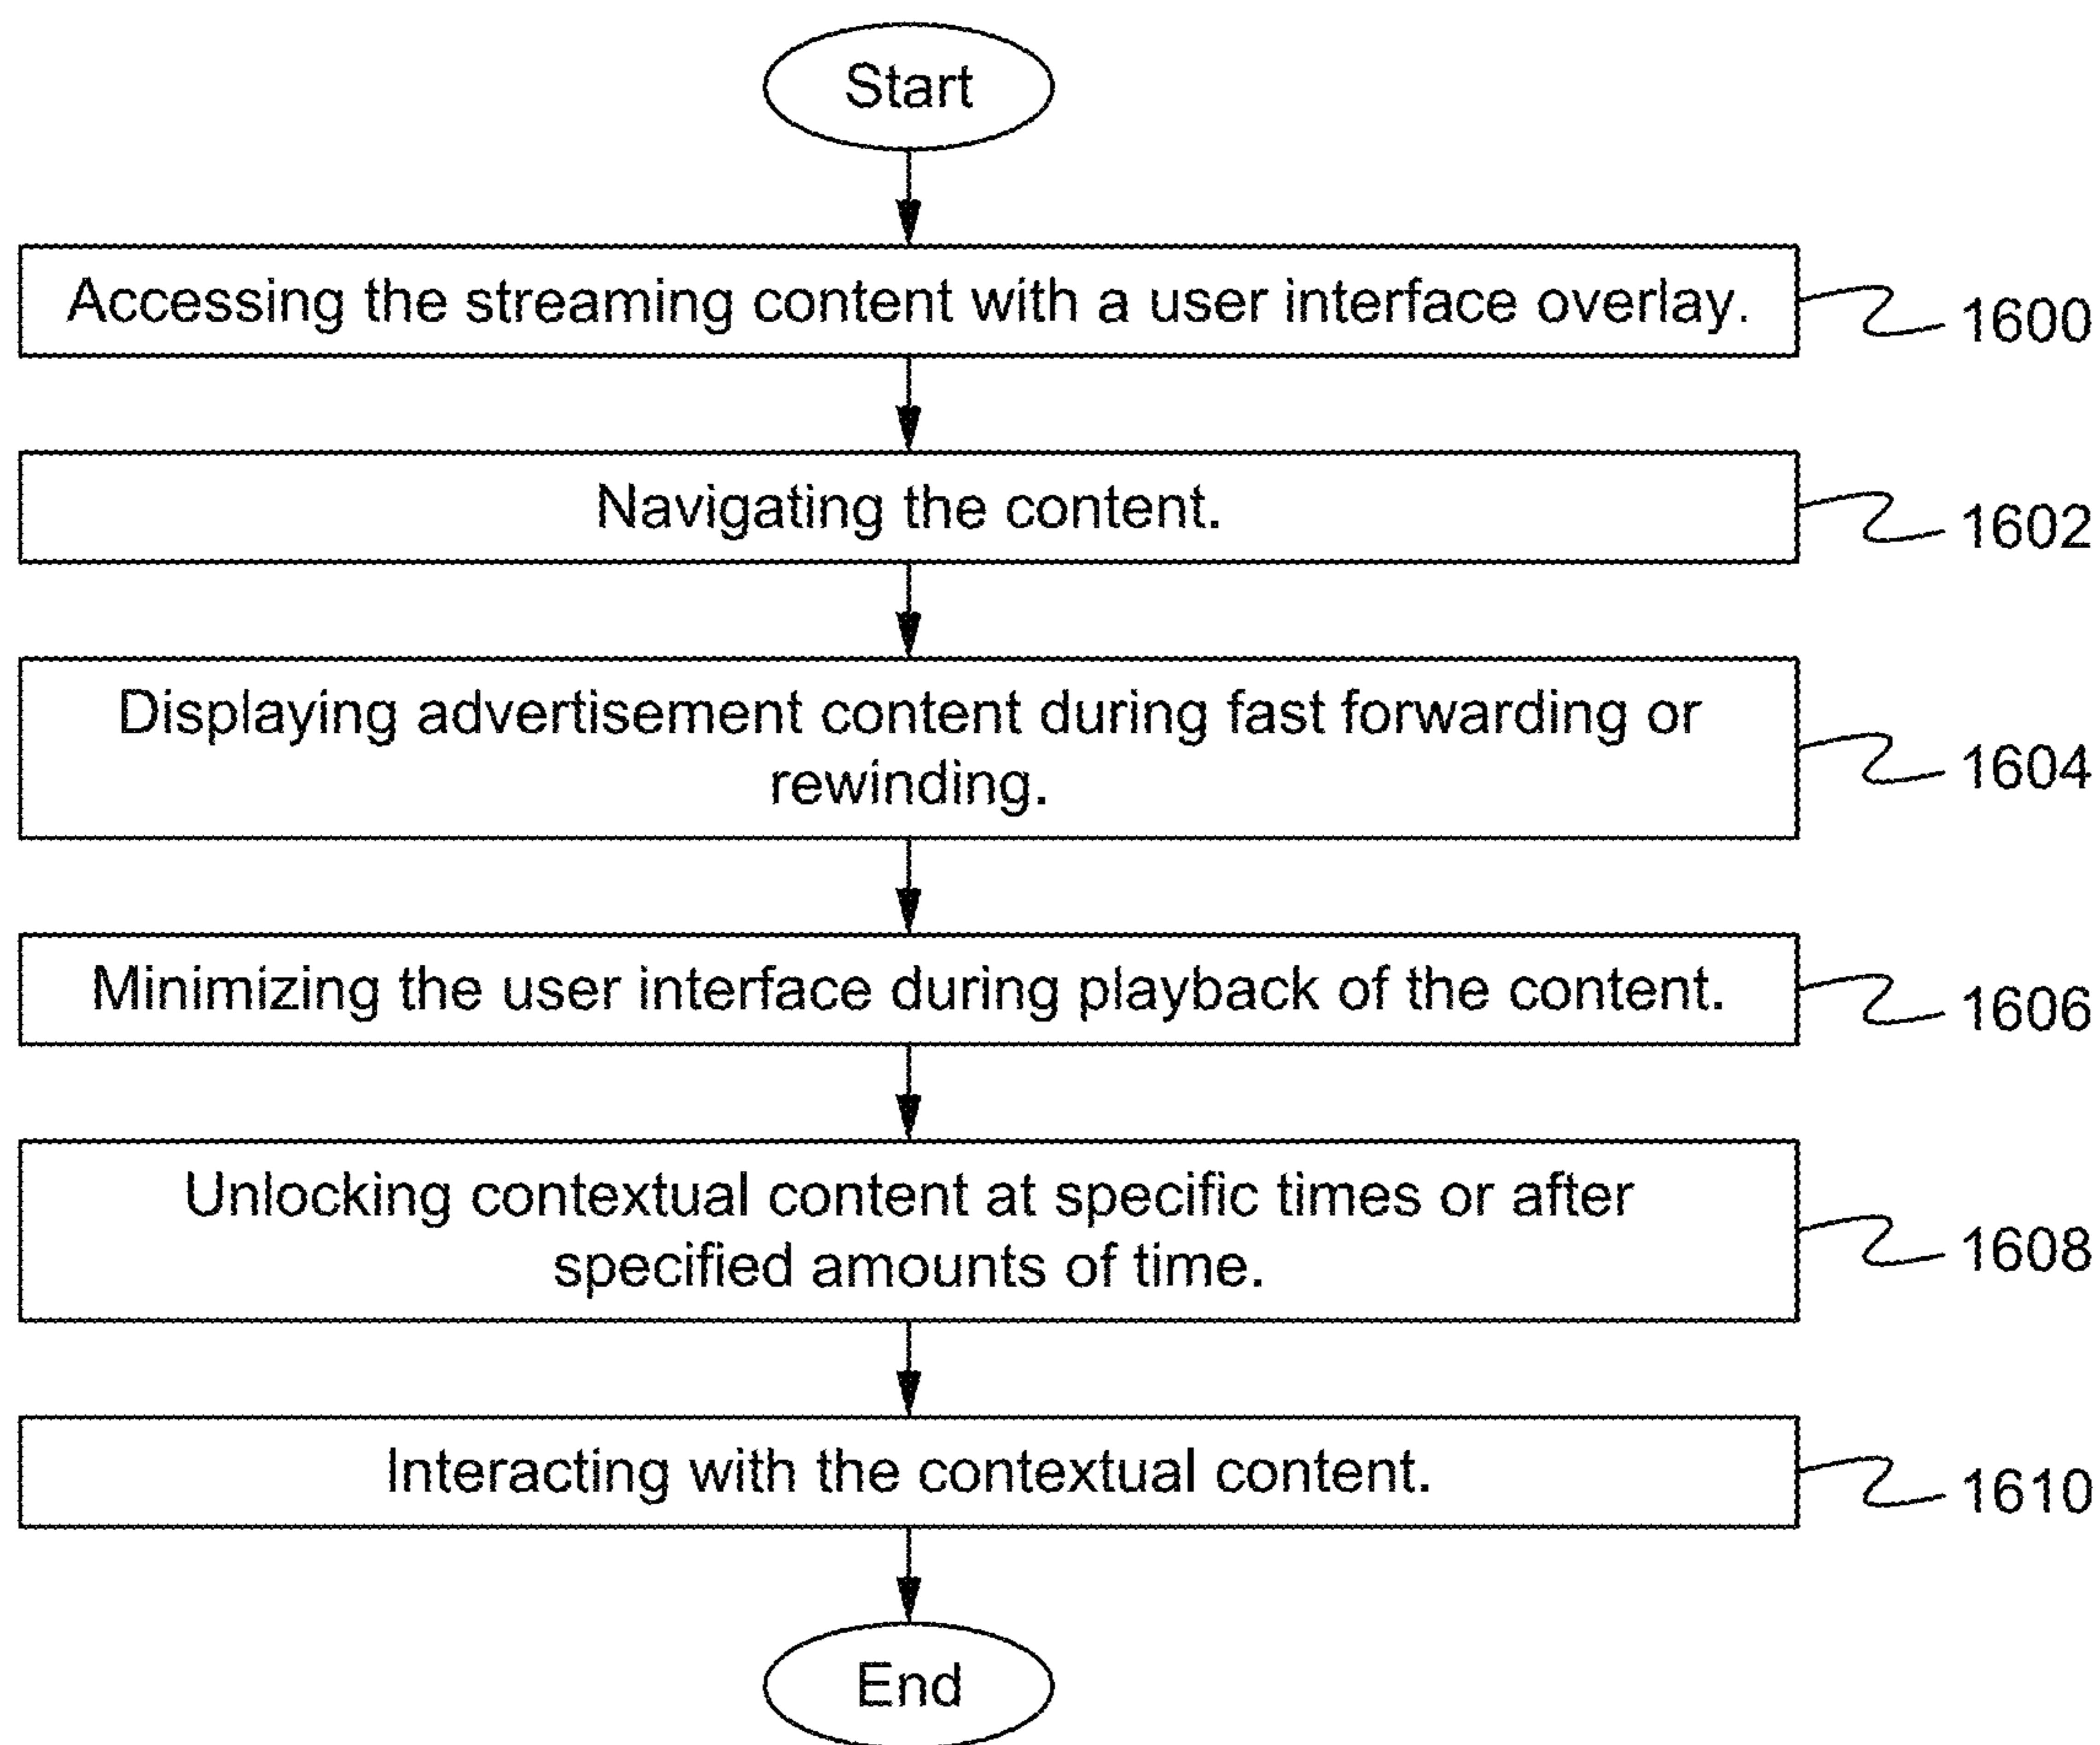 Start
Accessing the streaming content with a user interface overlay.
1600
Navigating the content.
1602
Displaying advertisement content during fast forwarding or
rewinding.
1604
Minimizing the user interface during playback of the content.
1606
Unlocking contextual content at specific times or after
specified amounts of time.
1608
Interacting with the contextual content.
1610
End